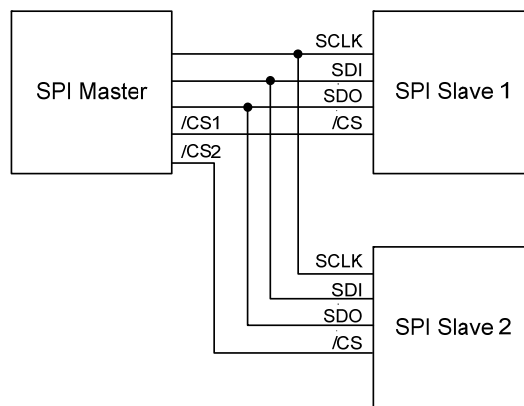 SPI Master
/CS1
/CS2
SCLK
SDI
SDO
/CS
SPI Slave 1
SCLK
SDI
SDO
/CS
SPI Slave 2